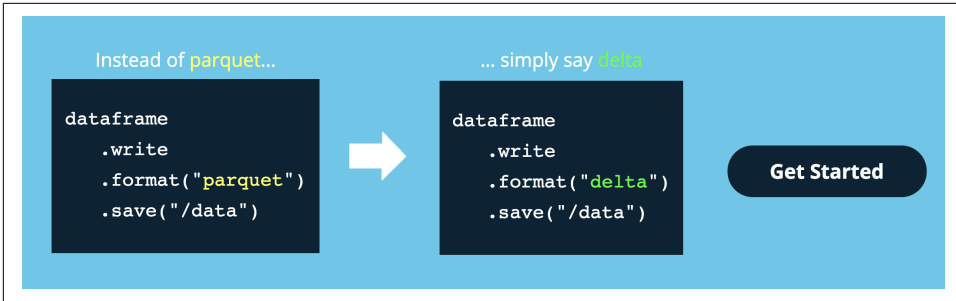 Instead of parquet...
dataframe
.write
.format("parquet")
.save("/data")
... simply say delta
dataframe
.write
.format("delta")
.save("/data")
Get Started